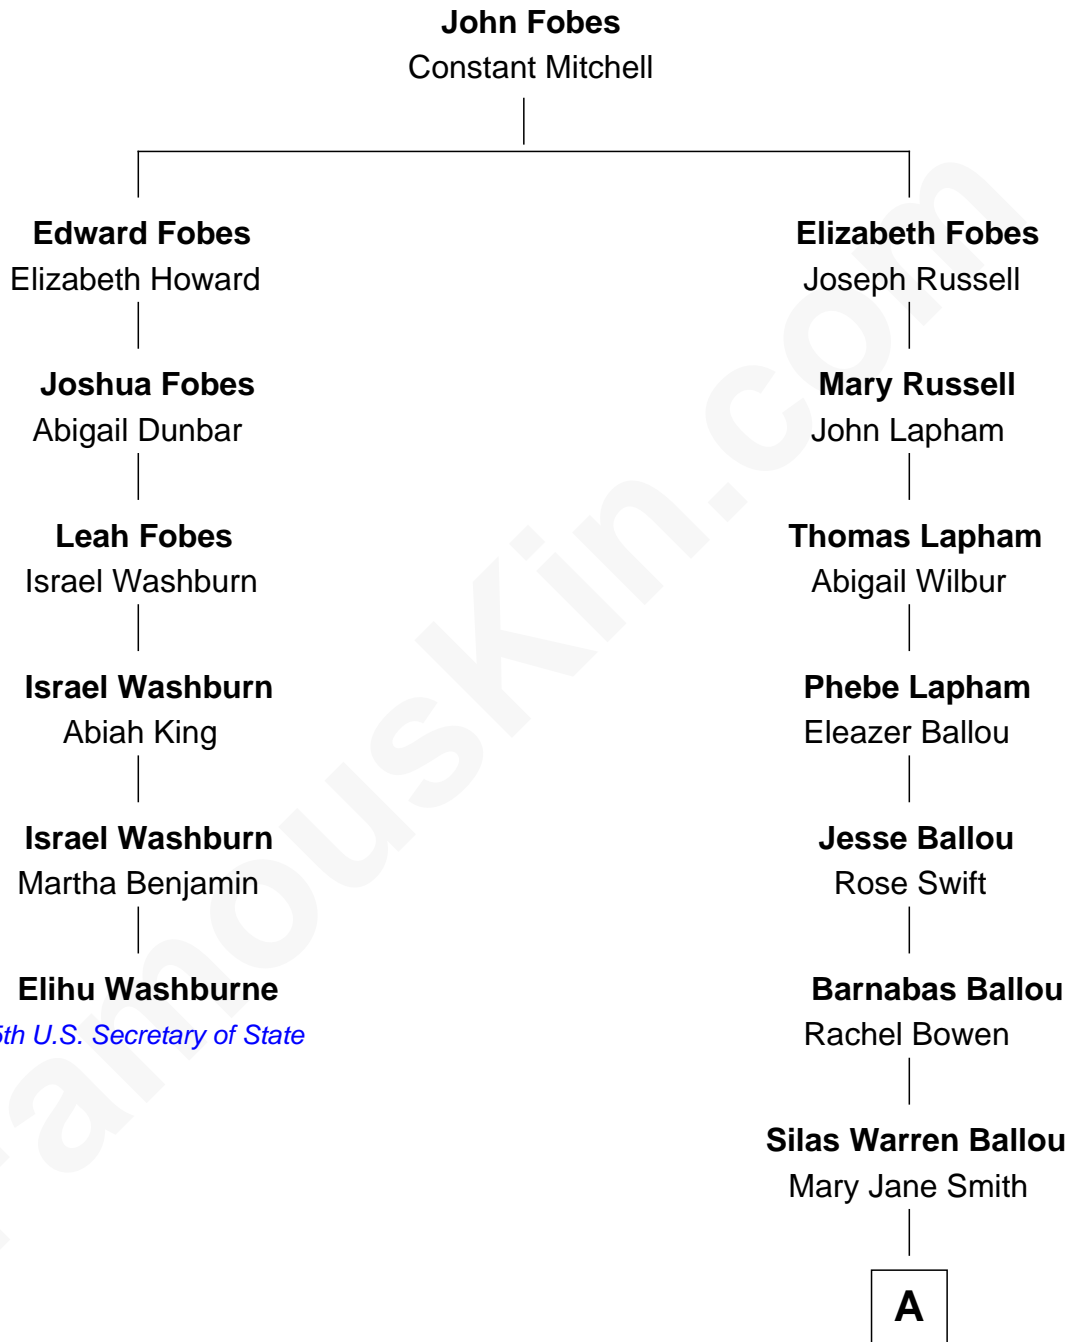 John Fobes
Constant Mitchell
Edward Fobes
Elizabeth Howard
Elizabeth Fobes
Joseph Russell
Joshua Fobes
Abigail Dunbar
Mary Russell
John Lapham
Leah Fobes
Israel Washburn
Thomas Lapham
Abigail Wilbur
Israel Washburn
Abiah King
Phebe Lapham
Eleazer Ballou
Israel Washburn
Martha Benjamin
Jesse Ballou
Rose Swift
Elihu Washburne
5th U.S. Secretary of State
Barnabas Ballou
Rachel Bowen
Silas Warren Ballou
Mary Jane Smith
A
FamousKin.com